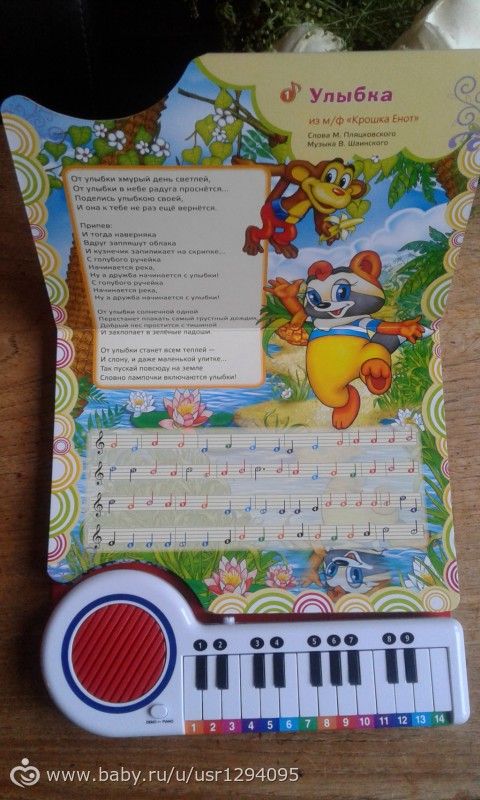 1 Улыбка
из м/ф «Крошка Енот»
Слова М. Пляцковского
Музыка В. Шаинского
От улыбки хмурый день светлей,
От улыбки в небе радуга проснётся...
Поделись улыбкою своей,
И она к тебе не раз ещё вернётся.
Припев:
И тогда наверняка
Вдруг запляшут облака
И кузнечик запиликает на скрипке...
С голубого ручейка
Начинается река,
Ну а дружба начинается с улыбки!
С голубого ручейка
Начинается река,
Ну а дружба начинается с улыбки!
От улыбки солнечной одной
Перестанет плакать самый грустный дождик,
Добрый лес простится с тишиной
И захлопает в зелёные ладоши.
От улыбки станет всем теплей —
И слону, и даже маленькой улитке...
Так пускай повсюду на земле
Словно лампочки включаются улыбки!
1 2 3 4 5 6 7 8 9
DEMO PIANO
1 2 3 4 5 6 7 8 9 10 11 12 13 14
www.baby.ru/u/usr1294095